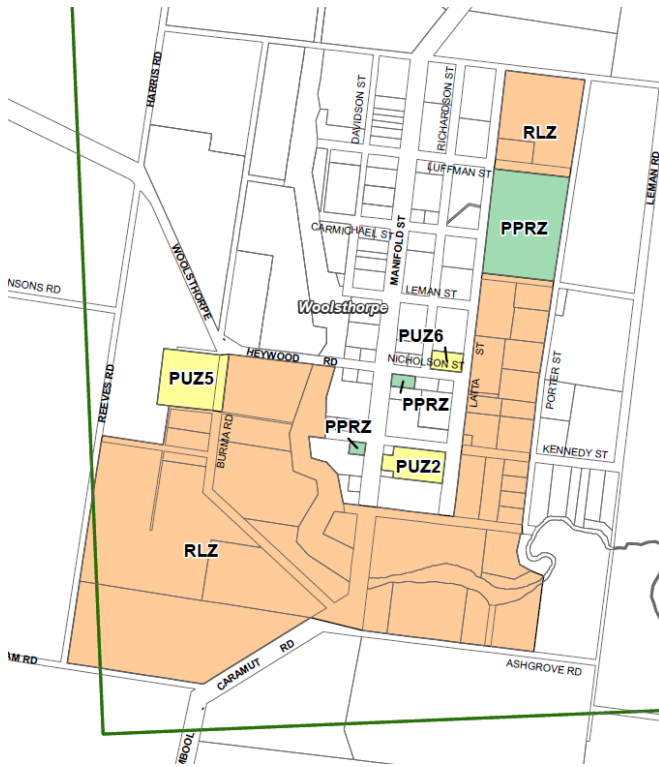 HARRIS RD
DAVIDSON ST
RICHARDSON ST
RLZ
LEMAN RD
LUFFMAN ST
PPRZ
CARMICHAEL ST
MANIFOLD ST
WOOLSTHORPE
NSONS RD
LEMAN ST
Woolsthorpe
PUZ6
HEYWOOD RD
NICHOLSON ST
LATTA ST
PORTER ST
PUZ5
REEVES RD
PPRZ
PPRZ
BURMA RD
KENNEDY ST
PUZ2
RLZ
AM RD
CARAMUT RD
ASHGROVE RD
MBOOL